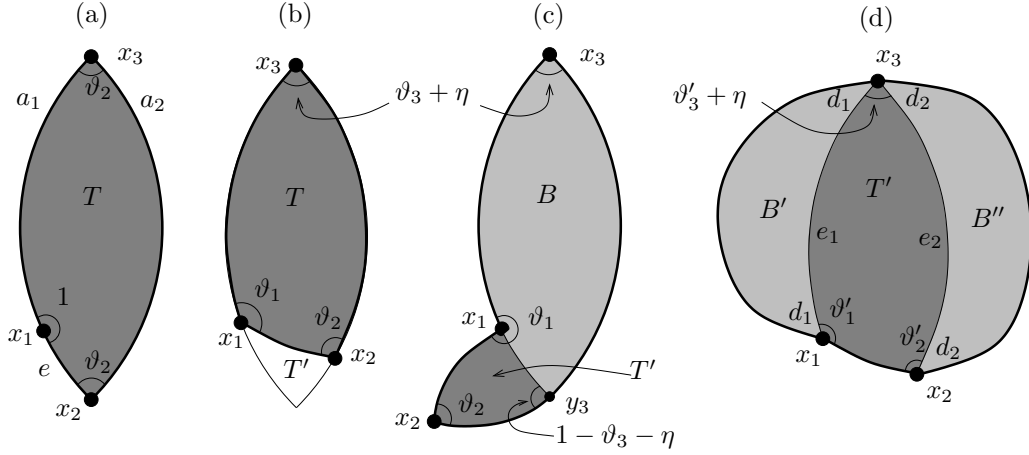 (a) (b) (c) (d)
x₃ x₃ x₃ x₃
ϑ₂ ϑ₃ + η ϑ′₃ + η d₁ d₂
a₁ a₂
T T B B′ T′ B″
e₁ e₂
1 ϑ₁ ϑ₂ x₁ ϑ₁ d₁ ϑ′₁ ϑ′₂ d₂
x₁ x₁ x₂ x₁ x₂
e ϑ₂ T′ T′
x₂ x₂ ϑ₂ y₃
1 − ϑ₃ − η